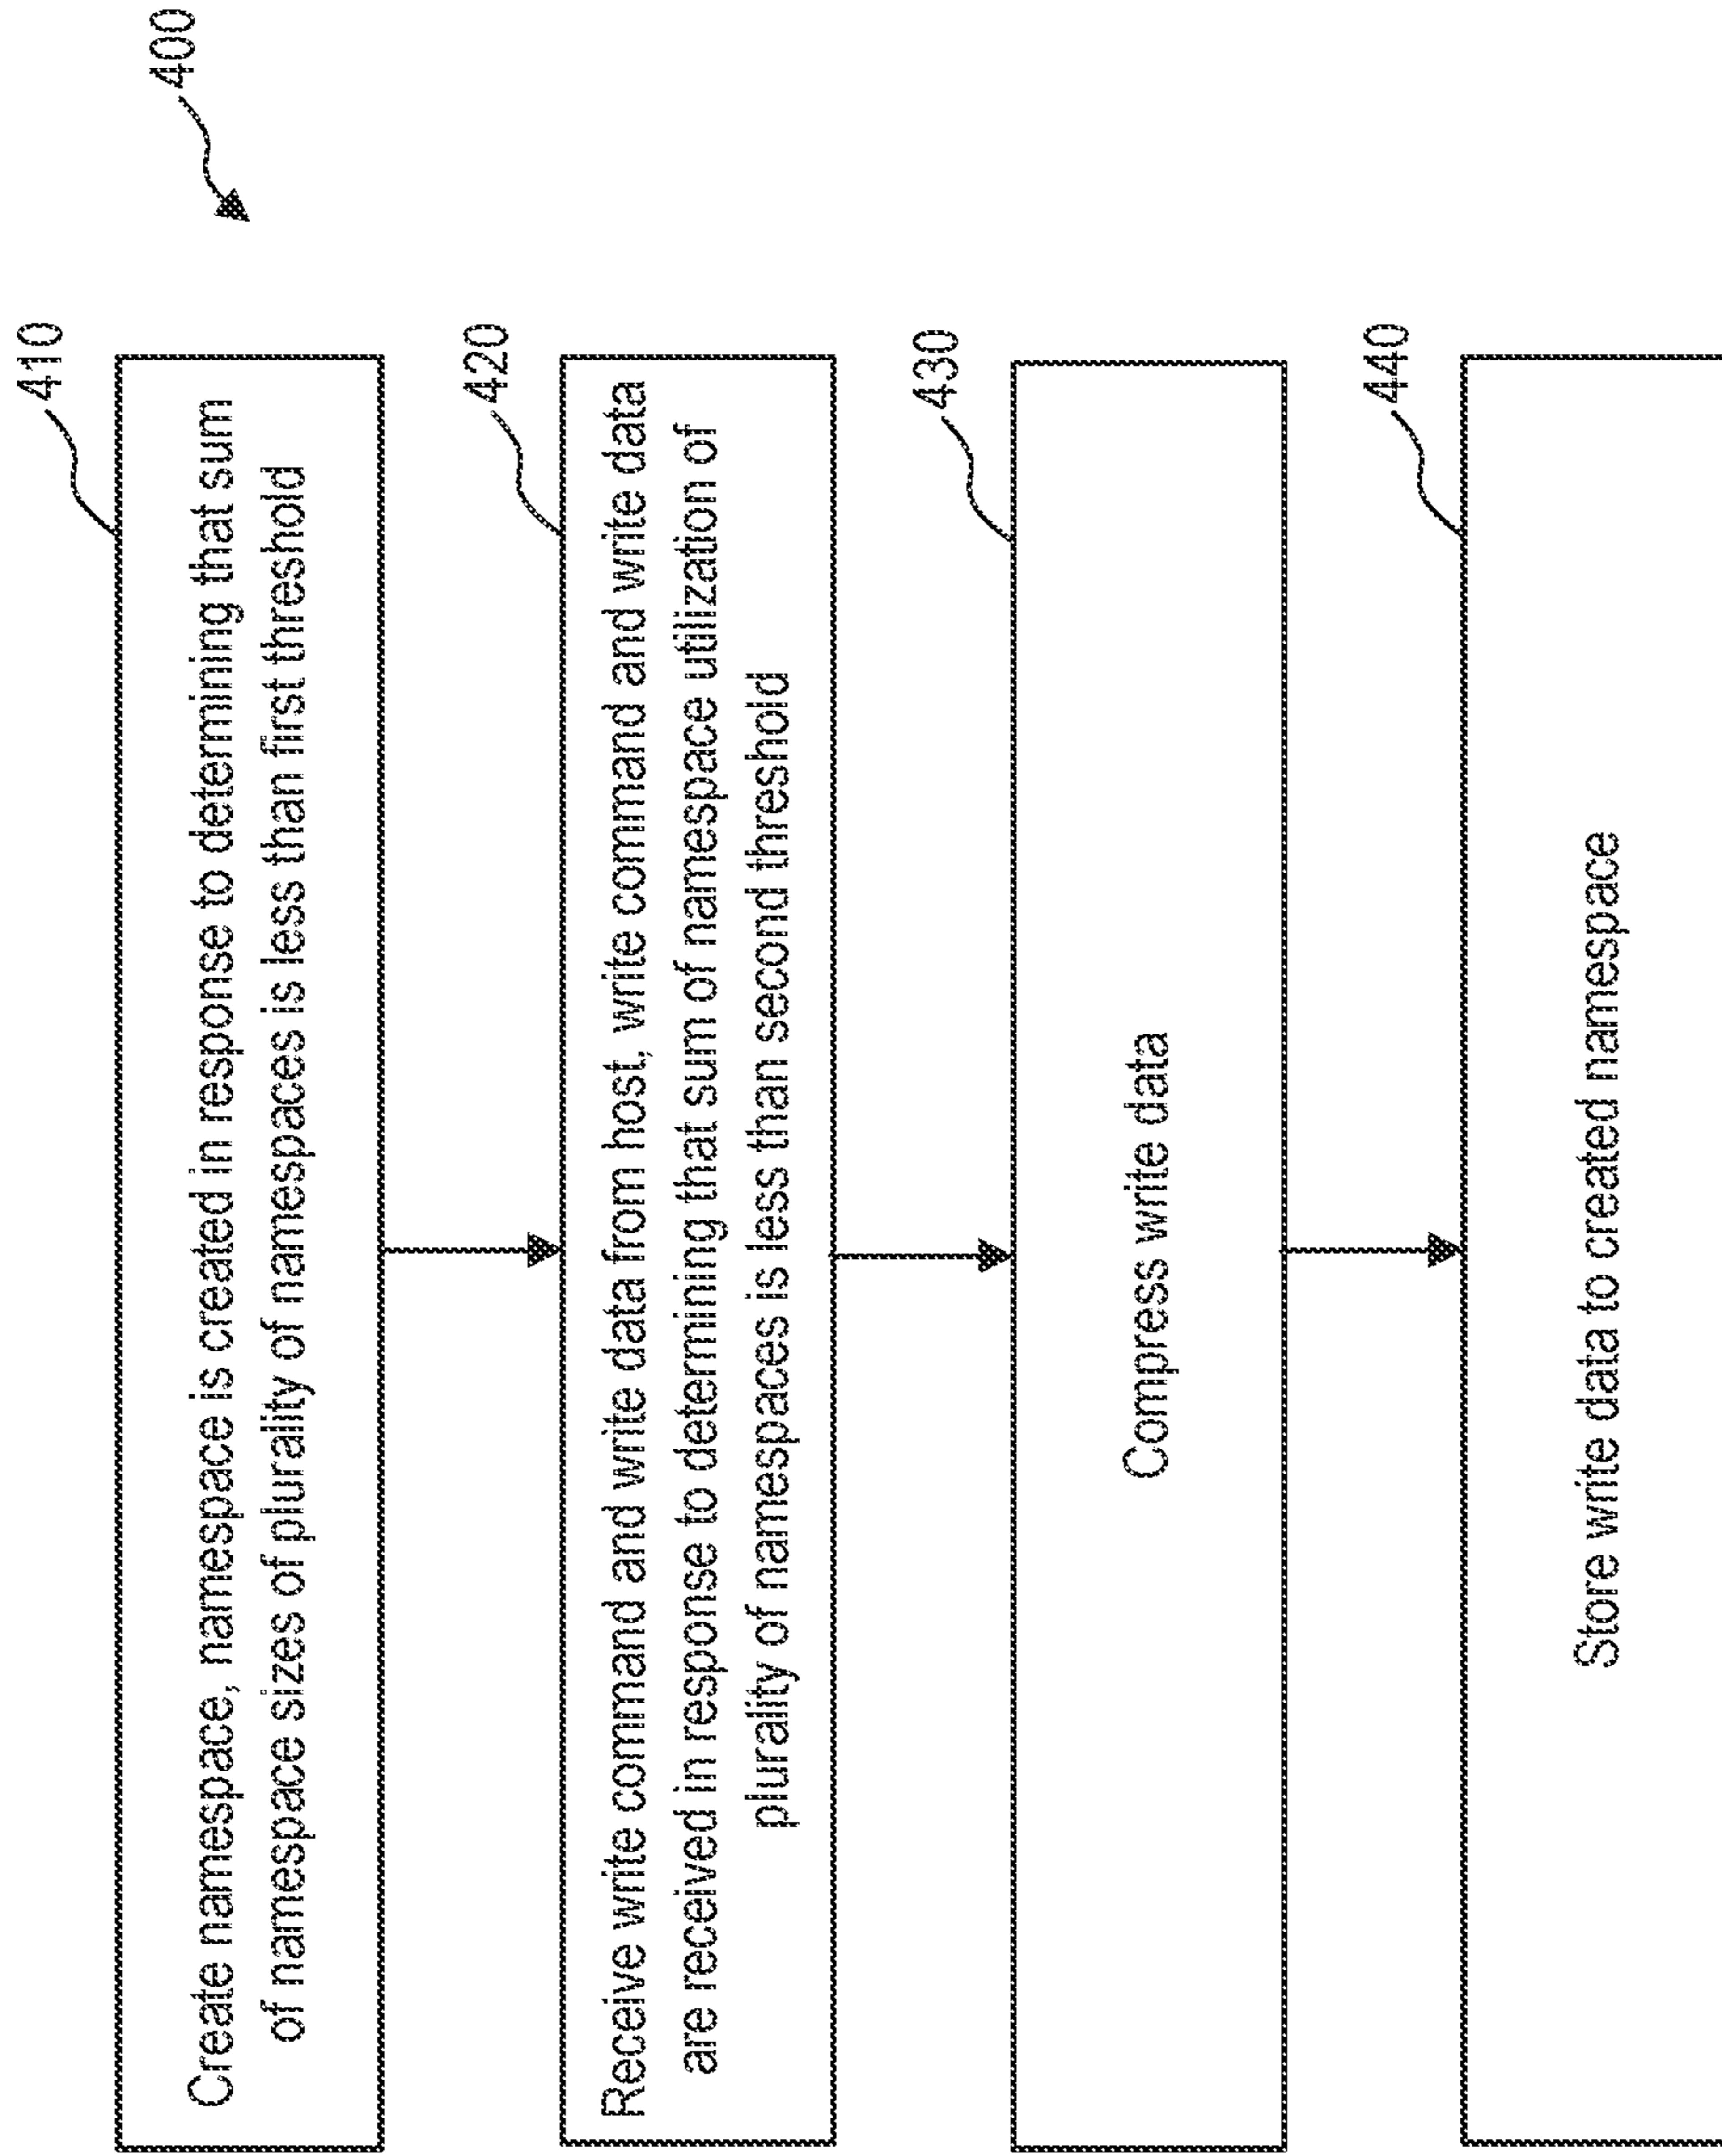 400
410
Create namespace, namespace is created in response to determining that sum
of namespace sizes of plurality of namespaces is less than first threshold
420
Receive write command and write data from host, write command and write data
are received in response to determining that sum of namespace utilization of
plurality of namespaces is less than second threshold
430
Compress write data
440
Store write data to created namespace